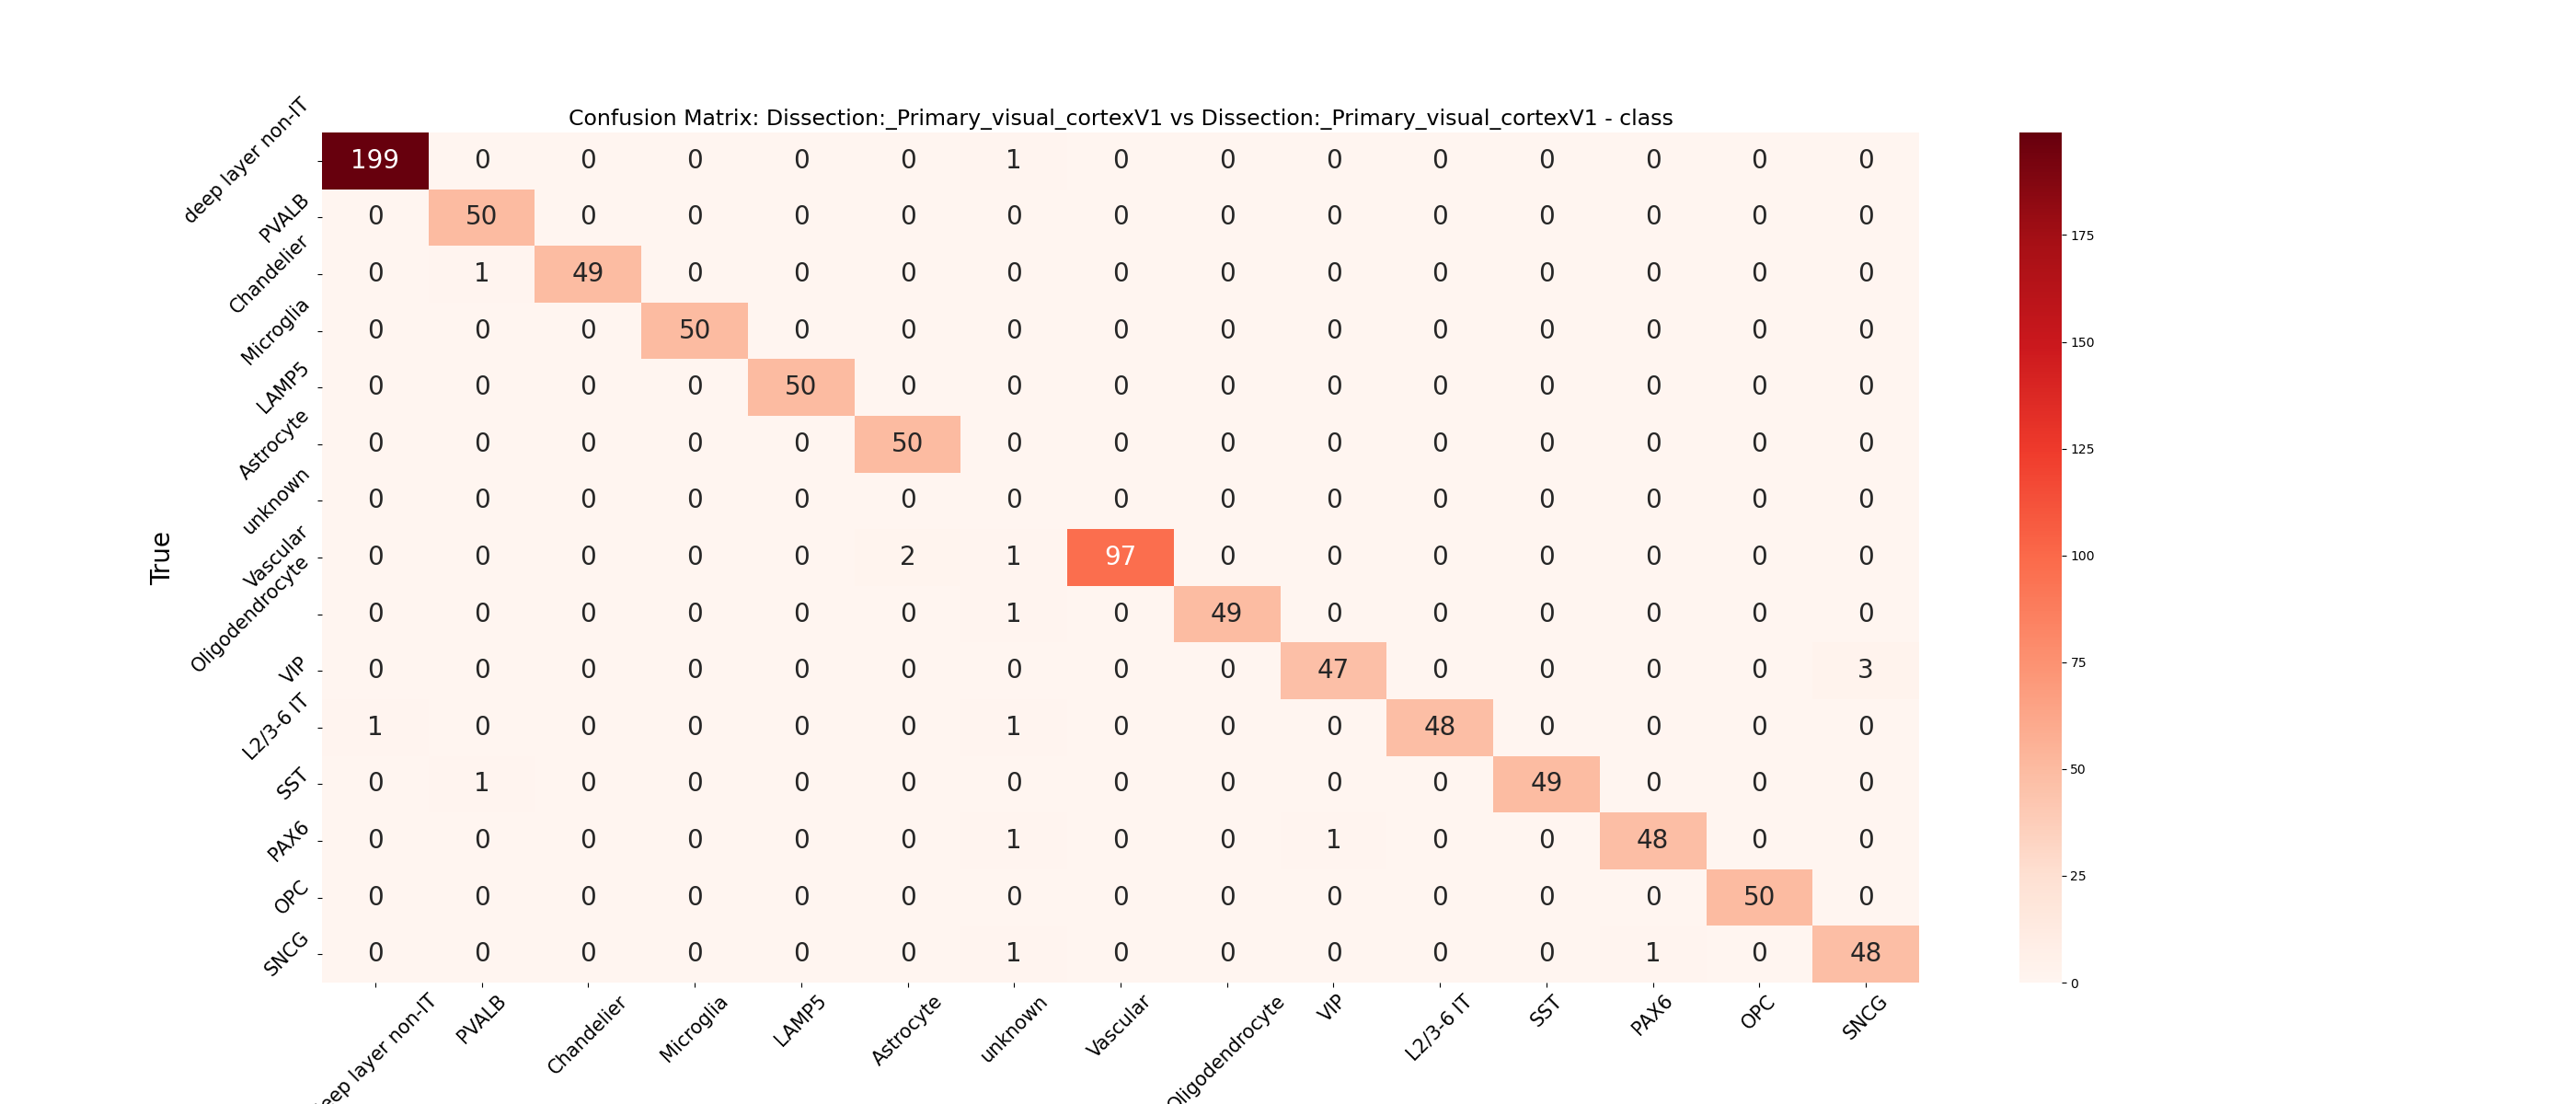 Confusion Matrix: Dissection:_Primary_visual_cortexV1 vs Dissection:_Primary_visual_cortexV1 - class
deep layer non-IT 199 0 0 0 0 0 1 0 0 0 0 0 0 0 0
PVALB 0 50 0 0 0 0 0 0 0 0 0 0 0 0 0
Chandelier 0 1 49 0 0 0 0 0 0 0 0 0 0 0 0
Microglia 0 0 0 50 0 0 0 0 0 0 0 0 0 0 0
LAMP5 0 0 0 0 50 0 0 0 0 0 0 0 0 0 0
Astrocyte 0 0 0 0 0 50 0 0 0 0 0 0 0 0 0
unknown 0 0 0 0 0 0 0 0 0 0 0 0 0 0 0
Vascular 0 0 0 0 0 2 1 97 0 0 0 0 0 0 0
Oligodendrocyte 0 0 0 0 0 0 1 0 49 0 0 0 0 0 0
VIP 0 0 0 0 0 0 0 0 0 47 0 0 0 0 3
L2/3-6 IT 1 0 0 0 0 0 1 0 0 0 48 0 0 0 0
SST 0 1 0 0 0 0 0 0 0 0 0 49 0 0 0
PAX6 0 0 0 0 0 0 1 0 0 1 0 0 48 0 0
OPC 0 0 0 0 0 0 0 0 0 0 0 0 0 50 0
SNCG 0 0 0 0 0 0 1 0 0 0 0 0 1 0 48
True
eep layer non-IT PVALB Chandelier Microglia LAMP5 Astrocyte unknown Vascular Oligodendrocyte VIP L2/3-6 IT SST PAX6 OPC SNCG
175
150
125
100
75
50
25
0